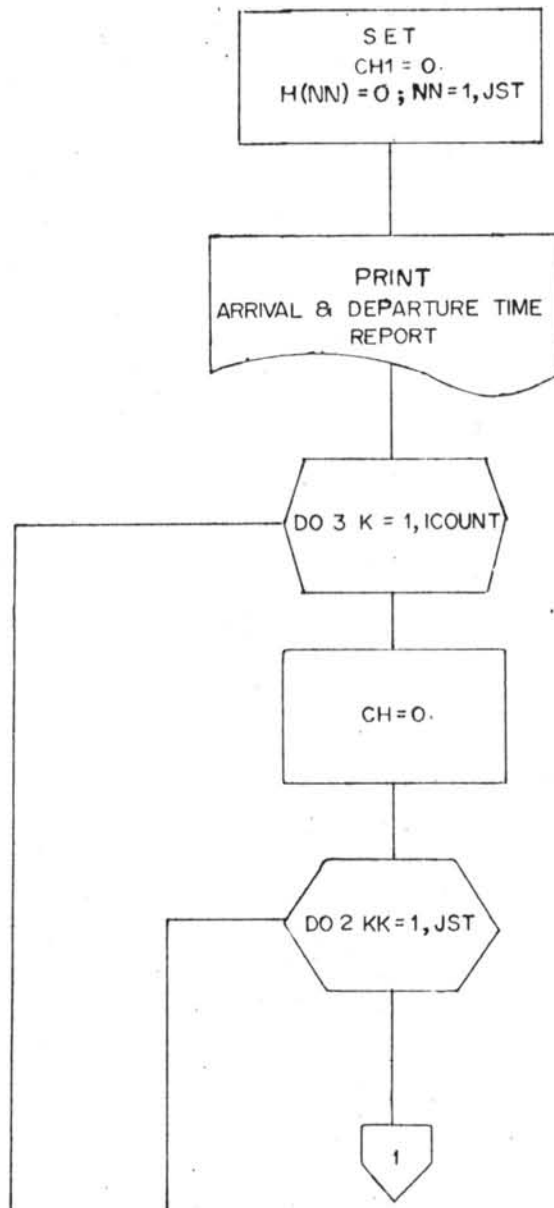 SET
CH1 = 0.
H(NN) = 0 ; NN = 1, JST
PRINT
ARRIVAL & DEPARTURE TIME
REPORT
DO 3 K = 1, ICOUNT
CH = 0.
DO 2 KK = 1, JST
1